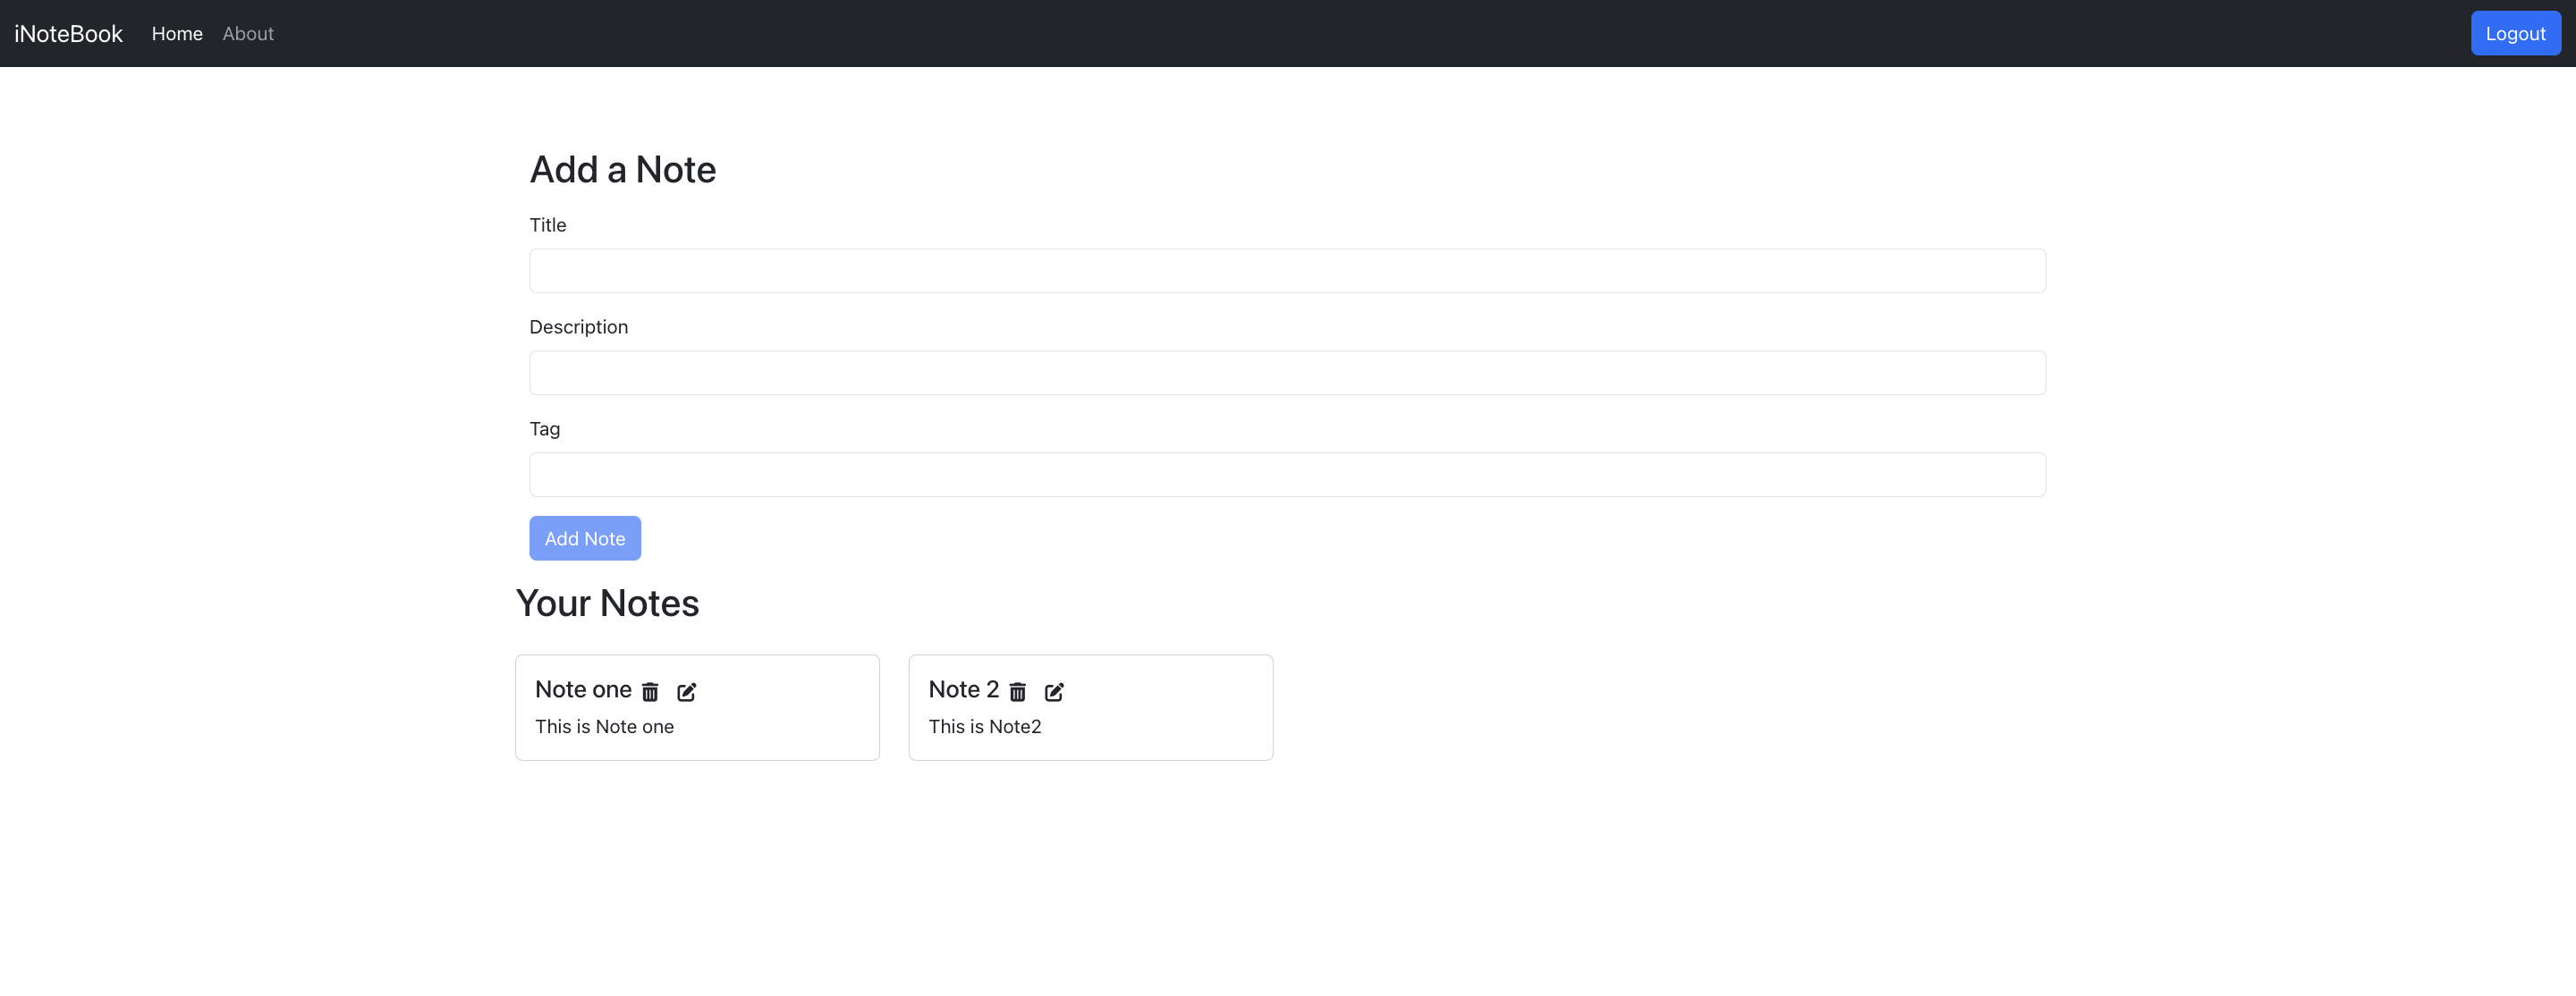 iNoteBook Home About Logout
Add a Note
Title
Description
Tag
Add Note
Your Notes
Note one
This is Note one
Note 2
This is Note2